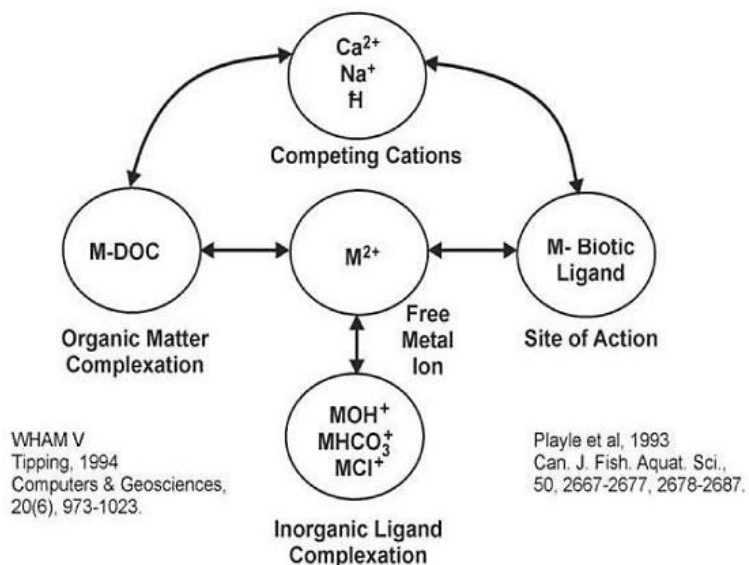 Ca²⁺
Na⁺
H⁺
Competing Cations
M-DOC
M²⁺
M- Biotic
Ligand
Organic Matter
Complexation
Free
Metal
Ion
Site of Action
MOH⁺
MHCO₃⁺
MCl⁺
Inorganic Ligand
Complexation
WHAM V
Tipping, 1994
Computers & Geosciences,
20(6), 973-1023.
Playle et al, 1993
Can. J. Fish. Aquat. Sci.,
50, 2667-2677, 2678-2687.